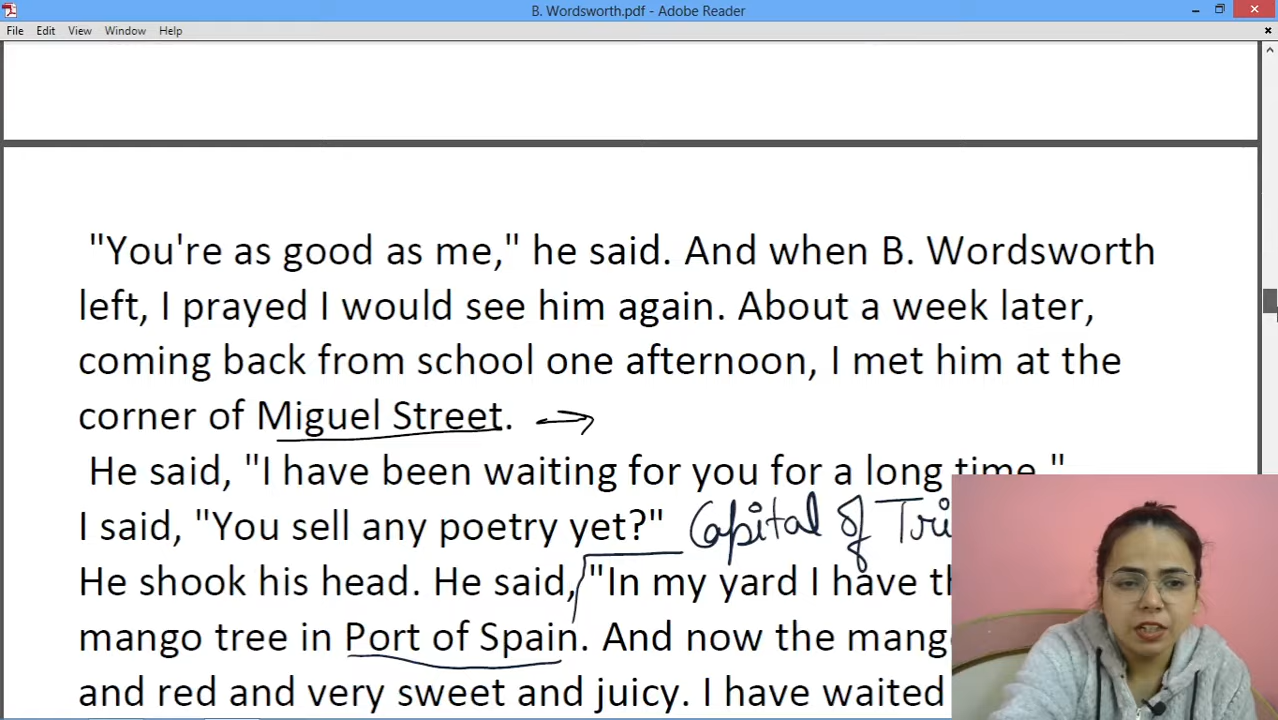 B. Wordsworth.pdf - Adobe Reader
File Edit View Window Help
"You're as good as me," he said. And when B. Wordsworth
left, I prayed I would see him again. About a week later,
coming back from school one afternoon, I met him at the
corner of Miguel Street.
He said, "I have been waiting for you for a long time."
I said, "You sell any poetry yet?" Capital of Tri
He shook his head. He said, "In my yard I have
mango tree in Port of Spain. And now the mang
and red and very sweet and juicy. I have waited